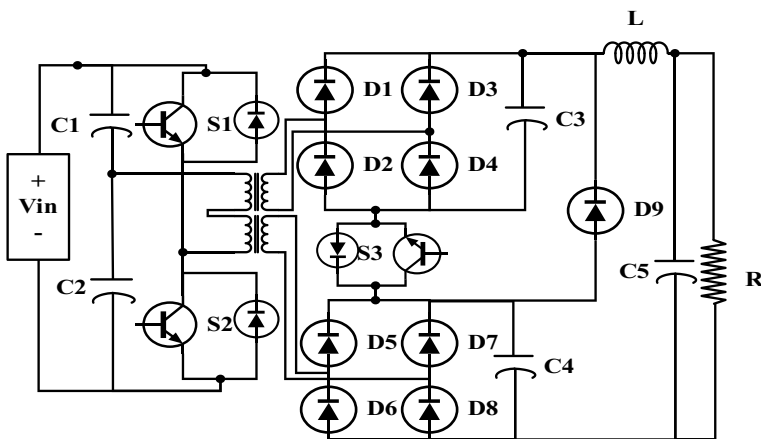 L
D1
D3
C1
S1
C3
D2
D4
+
Vin
-
D9
S3
C2
C5
R
S2
D5
D7
C4
D6
D8